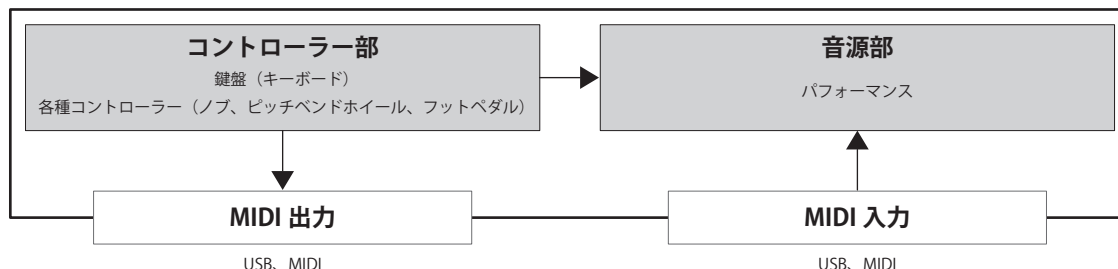 コントローラー部
鍵盤（キーボード）
各種コントローラー（ノブ、ピッチベンドホイール、フットペダル）
音源部
パフォーマンス
MIDI 出力
USB、MIDI
MIDI 入力
USB、MIDI